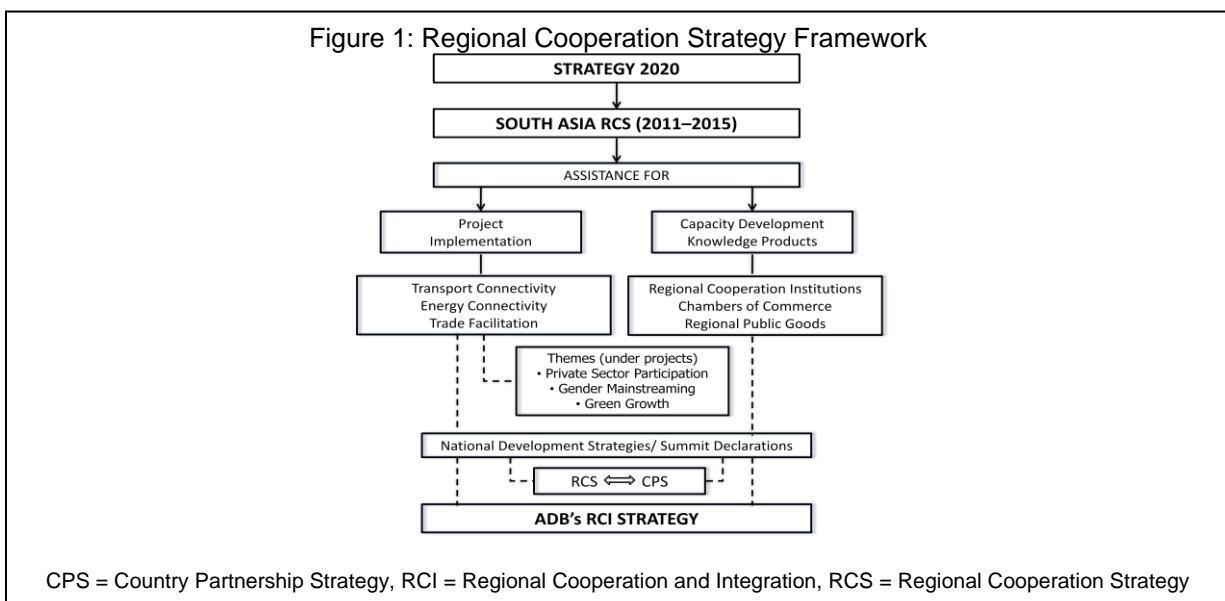 Figure 1: Regional Cooperation Strategy Framework
STRATEGY 2020
SOUTH ASIA RCS (2011–2015)
ASSISTANCE FOR
Project
Implementation
Capacity Development
Knowledge Products
Transport Connectivity
Energy Connectivity
Trade Facilitation
Regional Cooperation Institutions
Chambers of Commerce
Regional Public Goods
Themes (under projects)
• Private Sector Participation
• Gender Mainstreaming
• Green Growth
National Development Strategies/ Summit Declarations
RCS ⟺ CPS
ADB's RCI STRATEGY
CPS = Country Partnership Strategy, RCI = Regional Cooperation and Integration, RCS = Regional Cooperation Strategy